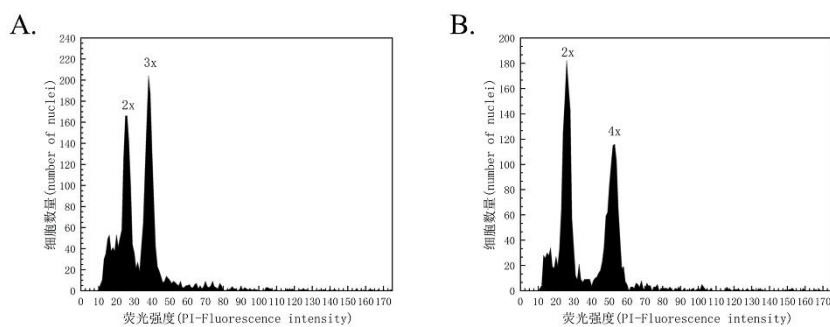 A.
细胞数量(number of nuclei)
240
220
200
180
160
140
120
100
80
60
40
20
0
2x
3x
0 10 20 30 40 50 60 70 80 90 100 110 120 130 140 150 160 170
荧光强度(PI-Fluorescence intensity)
B.
细胞数量(number of nuclei)
200
180
160
140
120
100
80
60
40
20
0
2x
4x
0 10 20 30 40 50 60 70 80 90 100 110 120 130 140 150 160 170
荧光强度(PI-Fluorescence intensity)